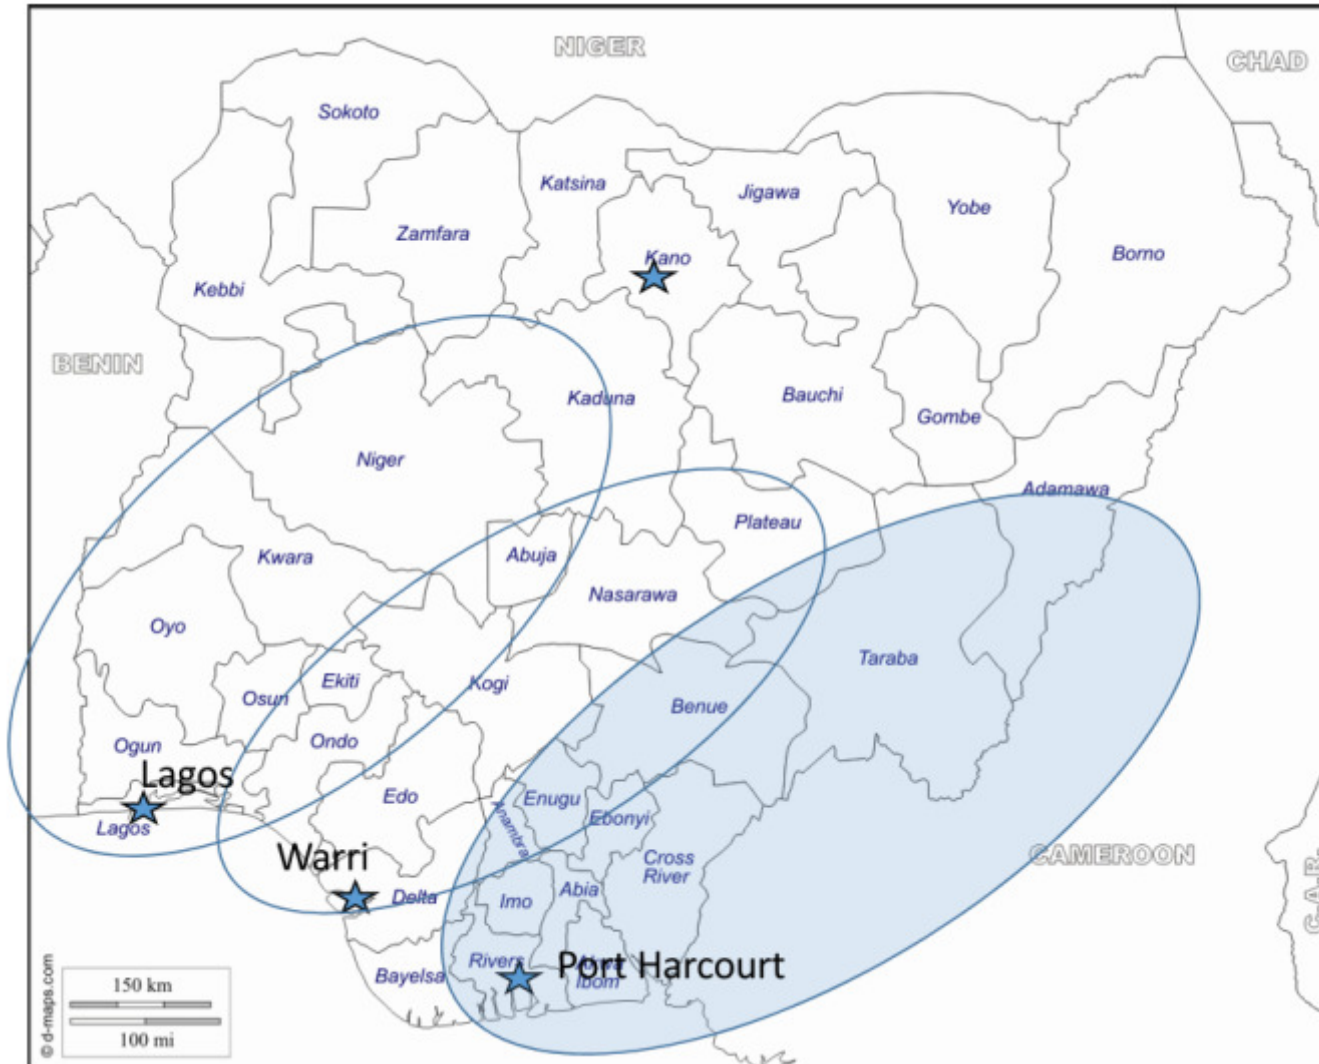 NIGER
CHAD
Sokoto
Katsina
Jigawa
Yobe
Zamfara
Borno
Kano
Kebbi
BENIN
Kaduna
Bauchi
Gombe
Niger
Adamawa
Plateau
Abuja
Kwara
Nasarawa
Oyo
Taraba
Ekiti
Kogi
Osun
Benue
Ondo
Ogun
Lagos
Edo
Enugu
Anambra
Ebonyi
Lagos
Warri
Cross
River
CAMEROON
Delta
Imo
Abia
C.A.R.
Rivers
Port Harcourt
Bayelsa
Akwa
Ibom
150 km
100 mi
© d-maps.com